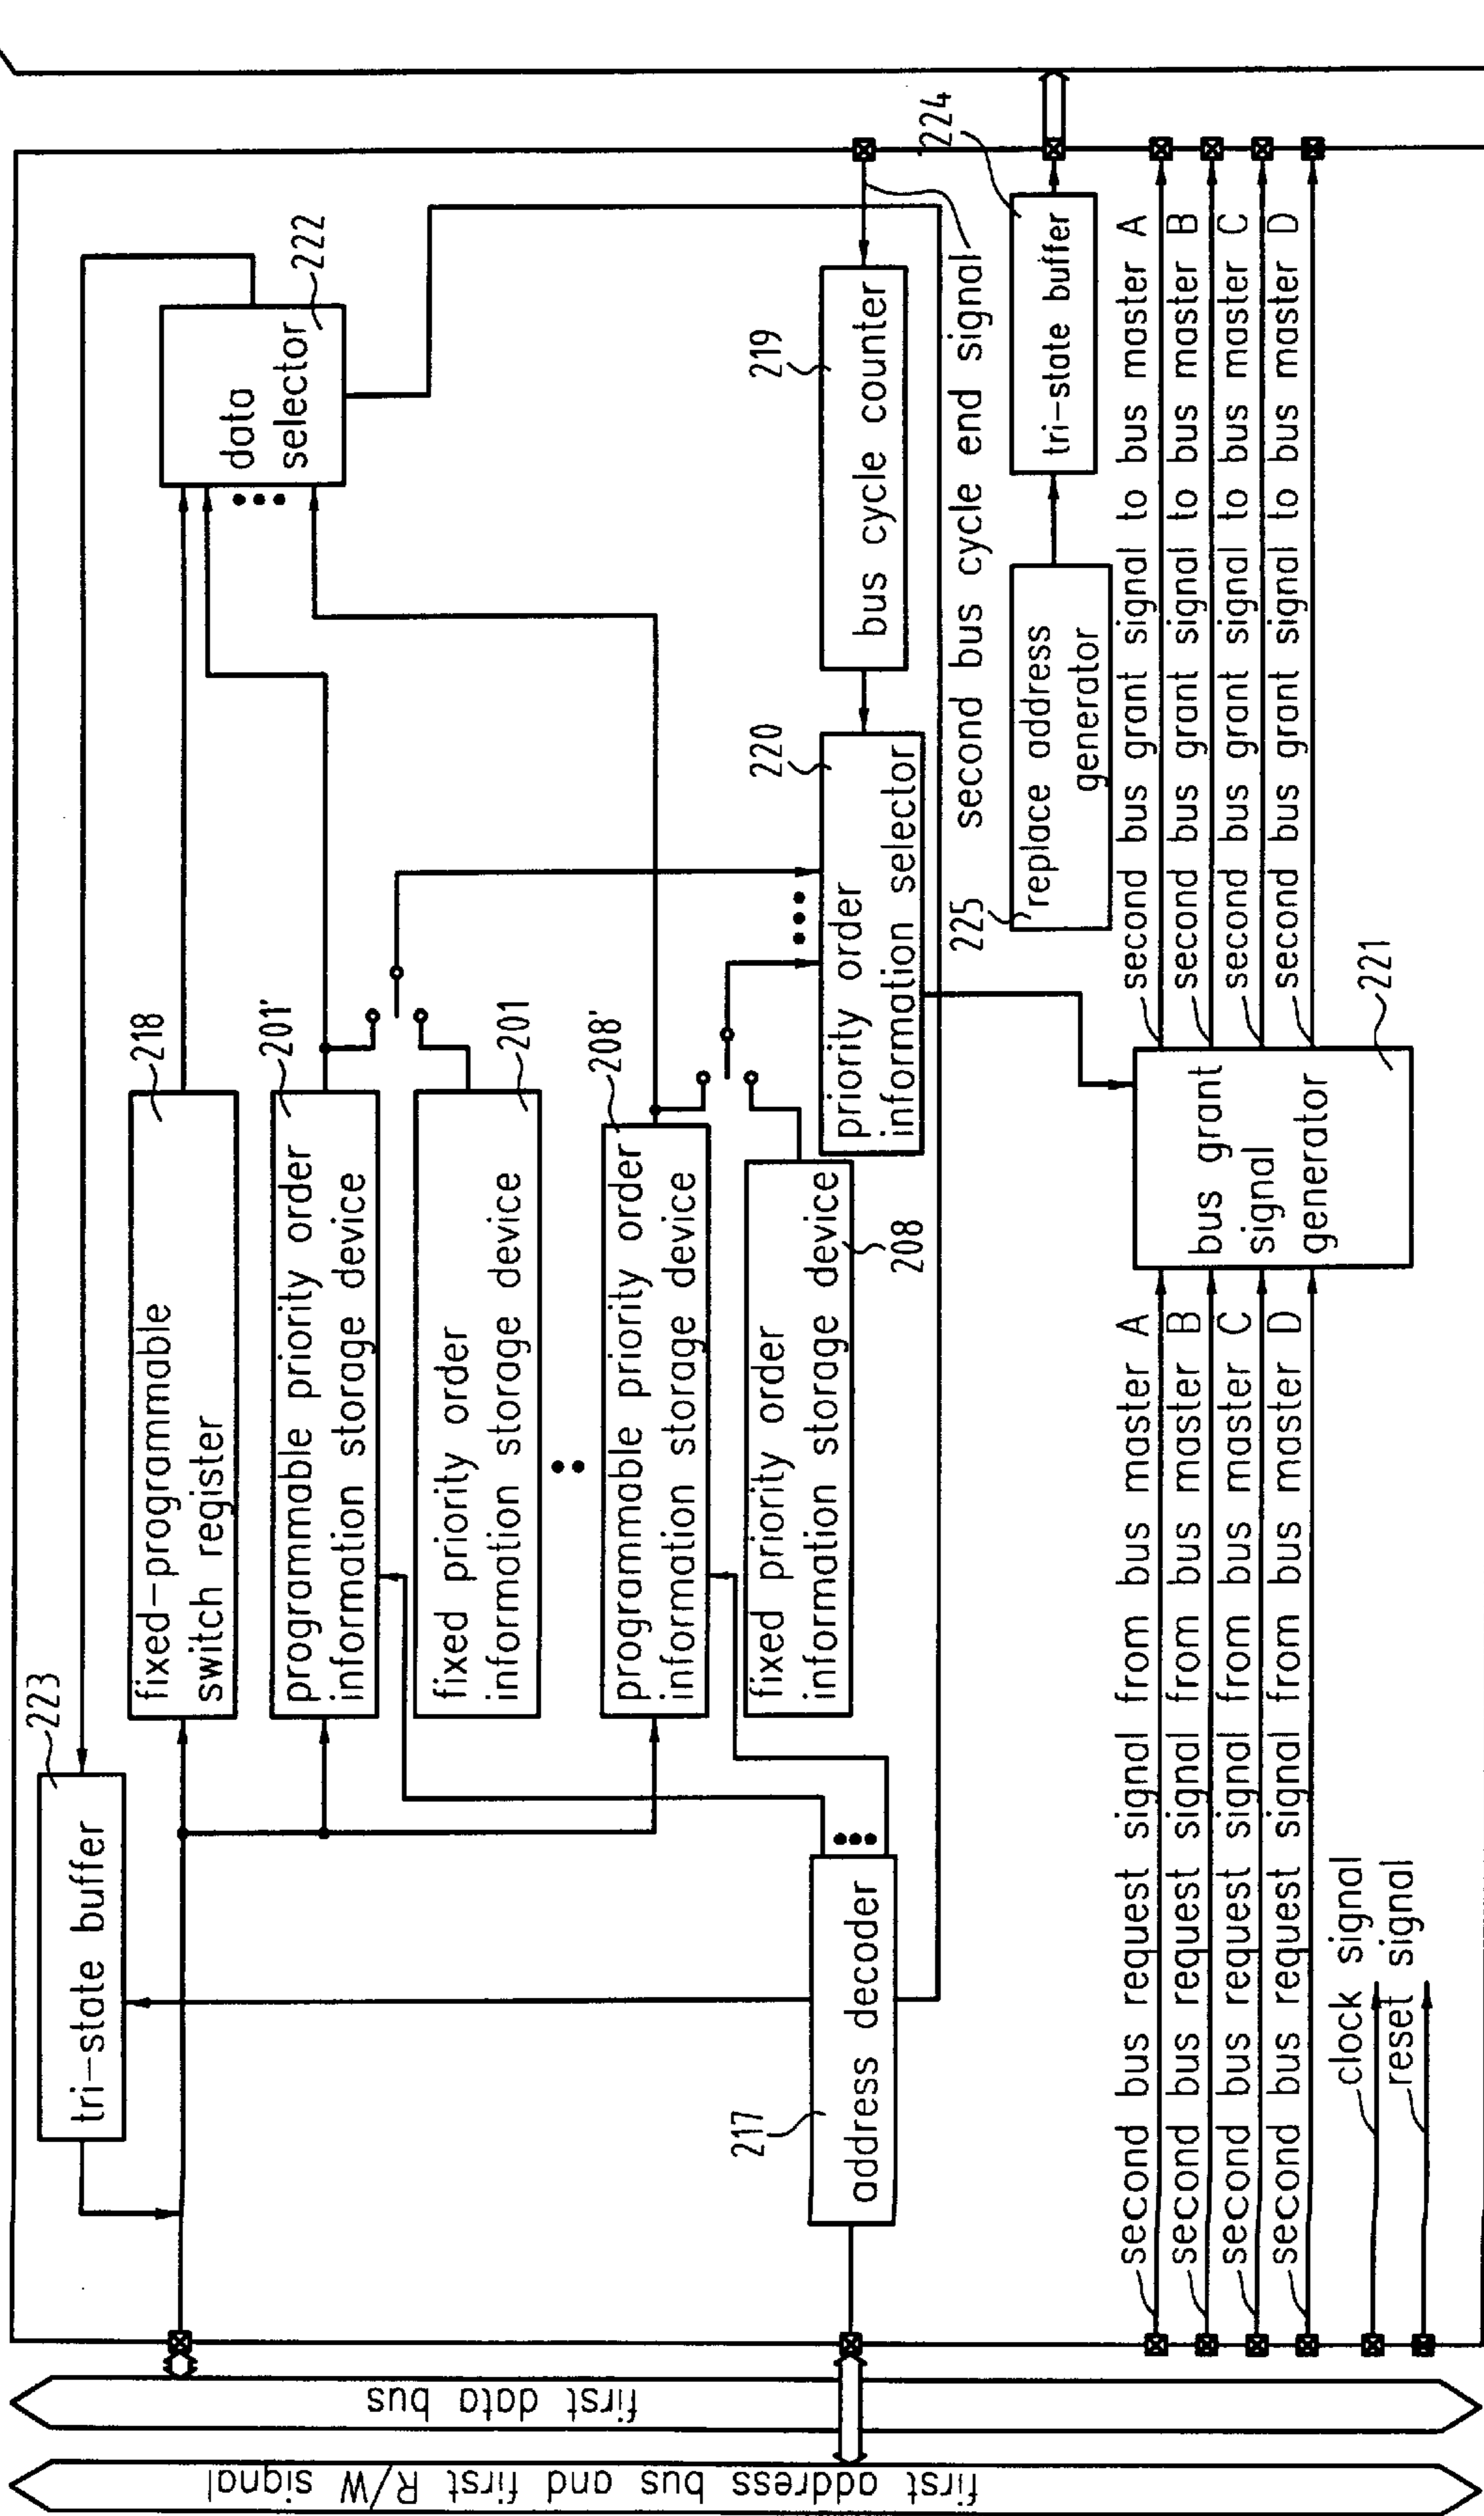 first address bus and first R/W signal
first data bus
223
tri-state buffer
218
fixed-programmable
switch register
201'
programmable priority order
information storage device
201
fixed priority order
information storage device
208'
programmable priority order
information storage device
208
fixed priority order
information storage device
222
data
selector
217
address decoder
220
priority order
information selector
219
bus cycle counter
second bus cycle end signal
225
replace address
generator
224
tri-state buffer
221
bus grant
signal
generator
second bus request signal from bus master A
second bus request signal from bus master B
second bus request signal from bus master C
second bus request signal from bus master D
second bus grant signal to bus master A
second bus grant signal to bus master B
second bus grant signal to bus master C
second bus grant signal to bus master D
clock signal
reset signal